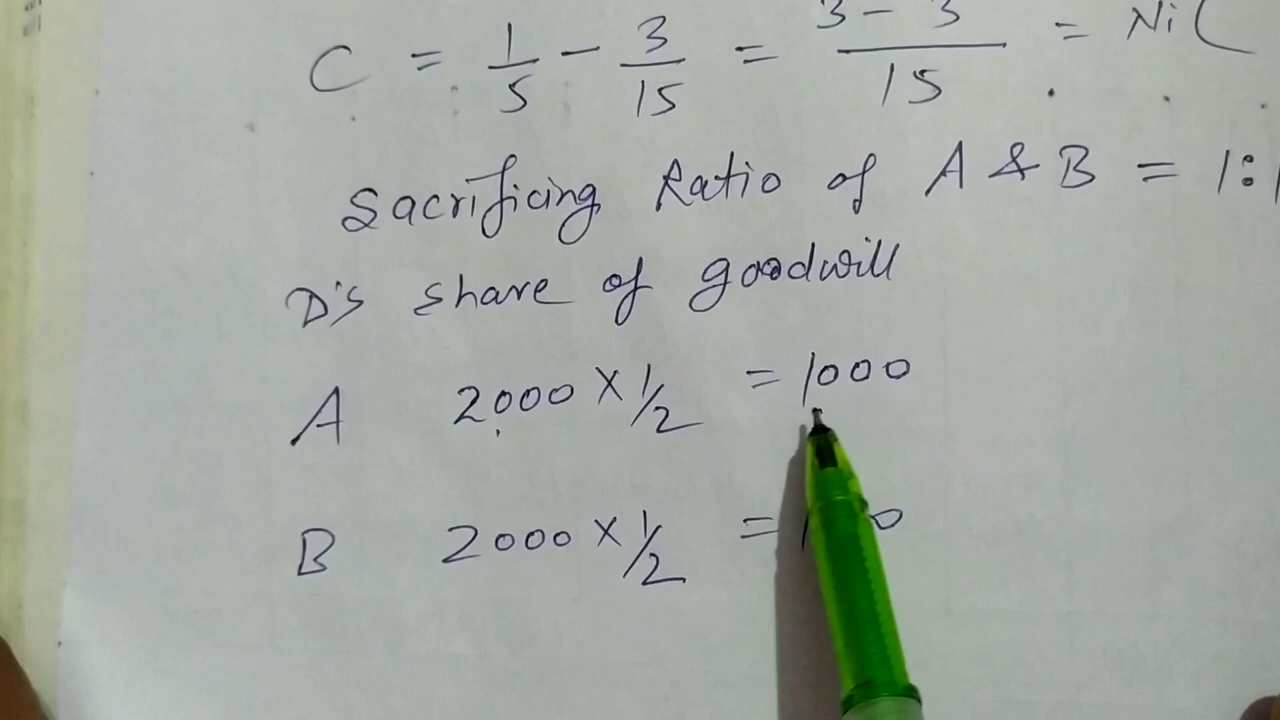 C = 1/5 - 3/15 = 3 - 3/15 = Nil
Sacrificing Ratio of A & B = 1:1
D's share of goodwill
A 2000 × 1/2 = 1000
B 2000 × 1/2 =